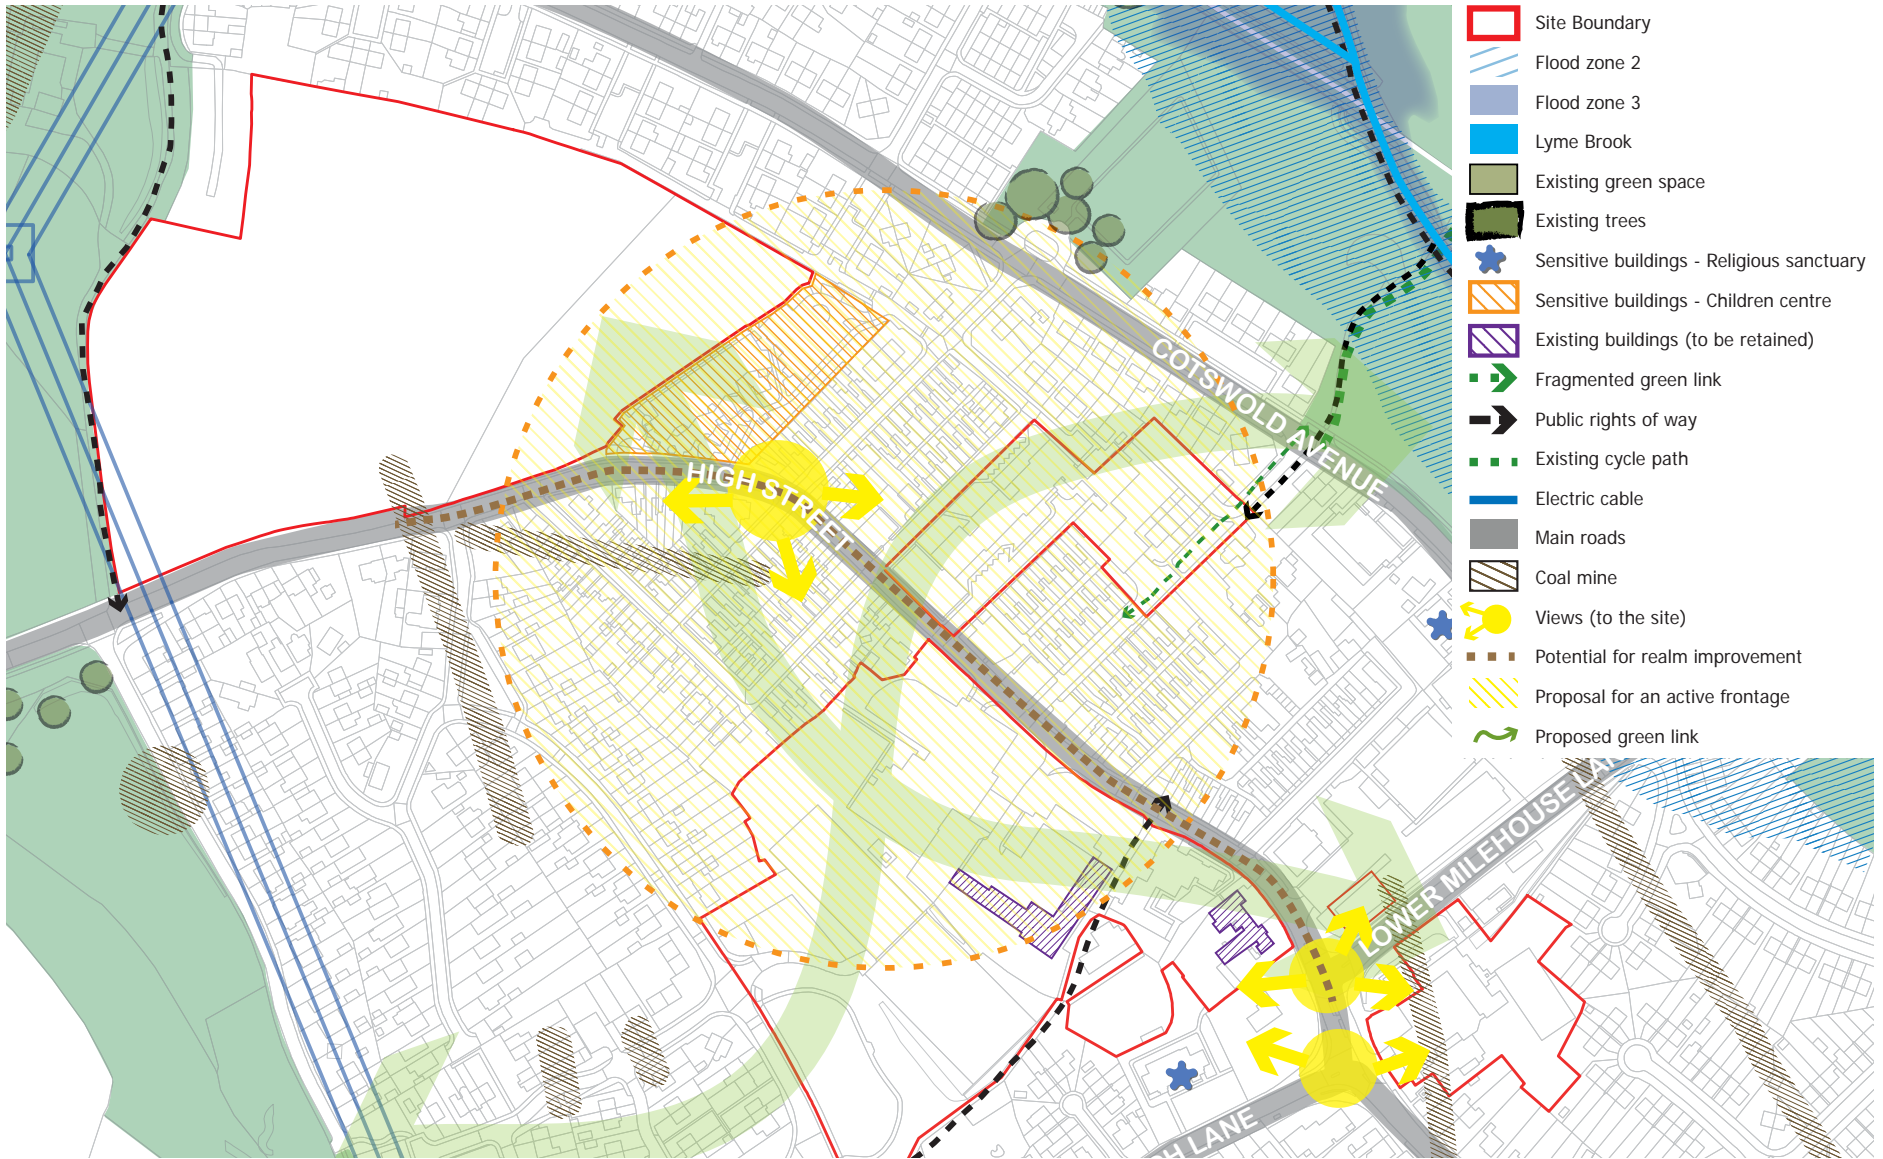 Site Boundary
Flood zone 2
Flood zone 3
Lyme Brook
Existing green space
Existing trees
Sensitive buildings - Religious sanctuary
Sensitive buildings - Children centre
Existing buildings (to be retained)
Fragmented green link
Public rights of way
Existing cycle path
Electric cable
Main roads
Coal mine
Views (to the site)
Potential for realm improvement
Proposal for an active frontage
Proposed green link
COTSWOLD AVENUE
HIGH STREET
LOWER MILEHOUSE LAN
H LANE